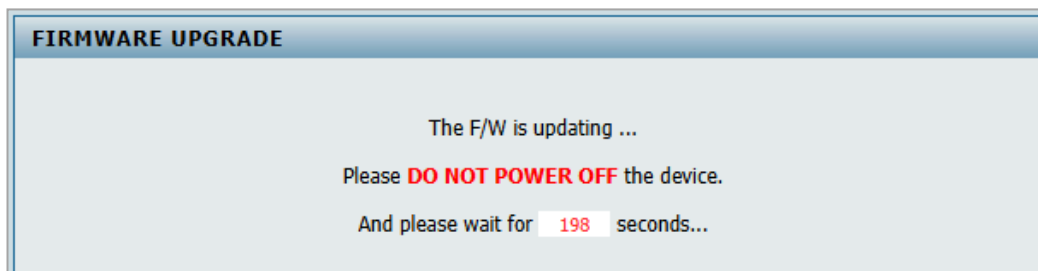 FIRMWARE UPGRADE
The F/W is updating ...
Please DO NOT POWER OFF the device.
And please wait for 198 seconds...